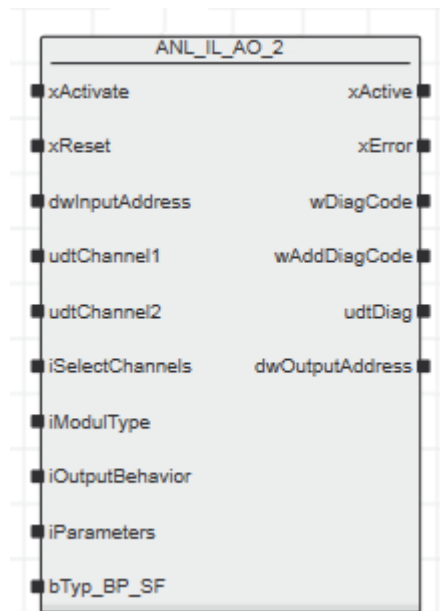 ANL_IL_AO_2
xActivate xActive
xReset xError
dwInputAddress wDiagCode
udtChannel1 wAddDiagCode
udtChannel2 udtDiag
iSelectChannels dwOutputAddress
iModulType
iOutputBehavior
iParameters
bTyp_BP_SF